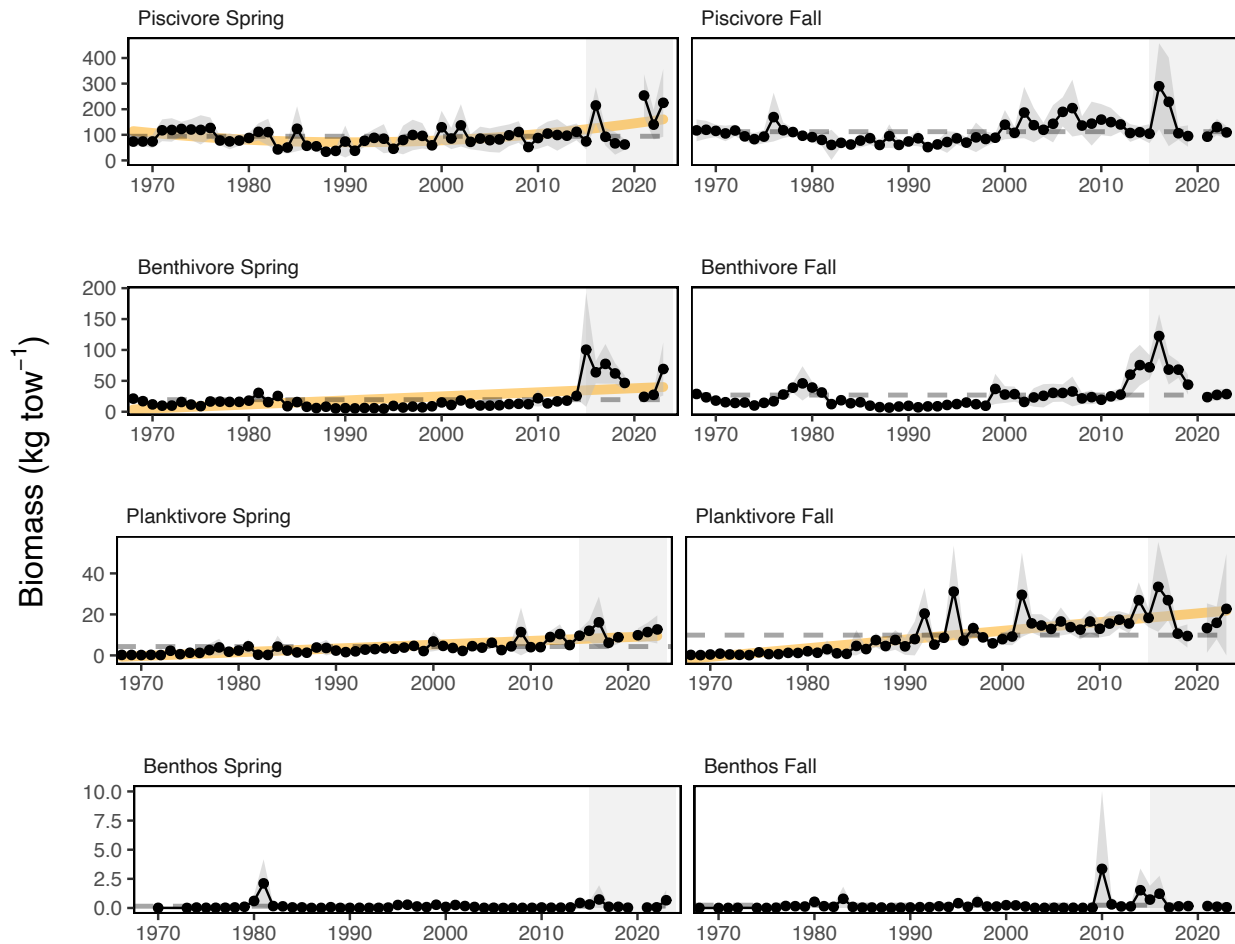 Piscivore Spring
Piscivore Fall
400
300
200
100
0
1970 1980 1990 2000 2010 2020
1970 1980 1990 2000 2010 2020
Benthivore Spring
Benthivore Fall
200
150
100
50
0
1970 1980 1990 2000 2010 2020
1970 1980 1990 2000 2010 2020
Biomass (kg tow⁻¹)
Planktivore Spring
Planktivore Fall
40
20
0
1970 1980 1990 2000 2010 2020
1970 1980 1990 2000 2010 2020
Benthos Spring
Benthos Fall
10.0
7.5
5.0
2.5
0.0
1970 1980 1990 2000 2010 2020
1970 1980 1990 2000 2010 2020